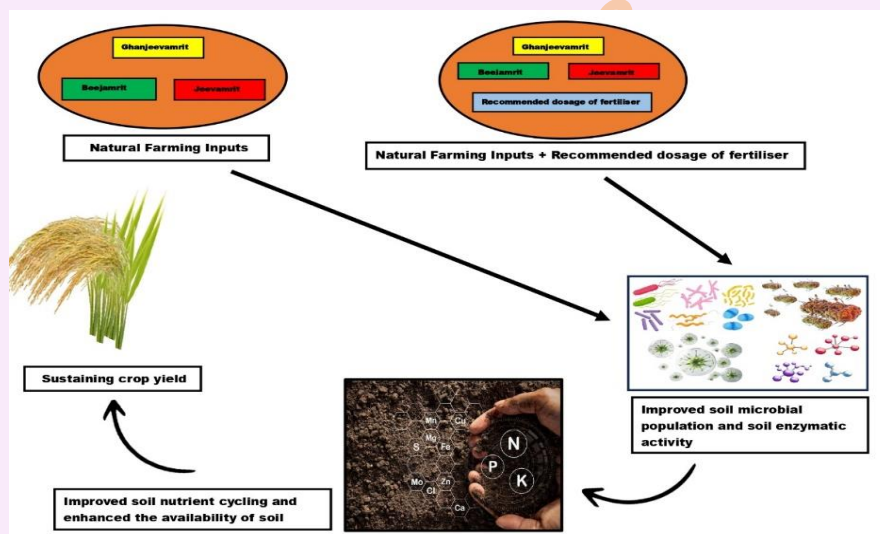 Ghanjeevamrit
Beejamrit
Jeevamrit
Natural Farming Inputs
Ghanjeevamrit
Beejamrit
Jeevamrit
Recommended dosage of fertiliser
Natural Farming Inputs + Recommended dosage of fertiliser
Sustaining crop yield
Improved soil microbial
population and soil enzymatic
activity
Mn
Cu
Mg
S
Fe
N
P
K
Mo
Zn
Cl
Ca
Improved soil nutrient cycling and
enhanced the availability of soil